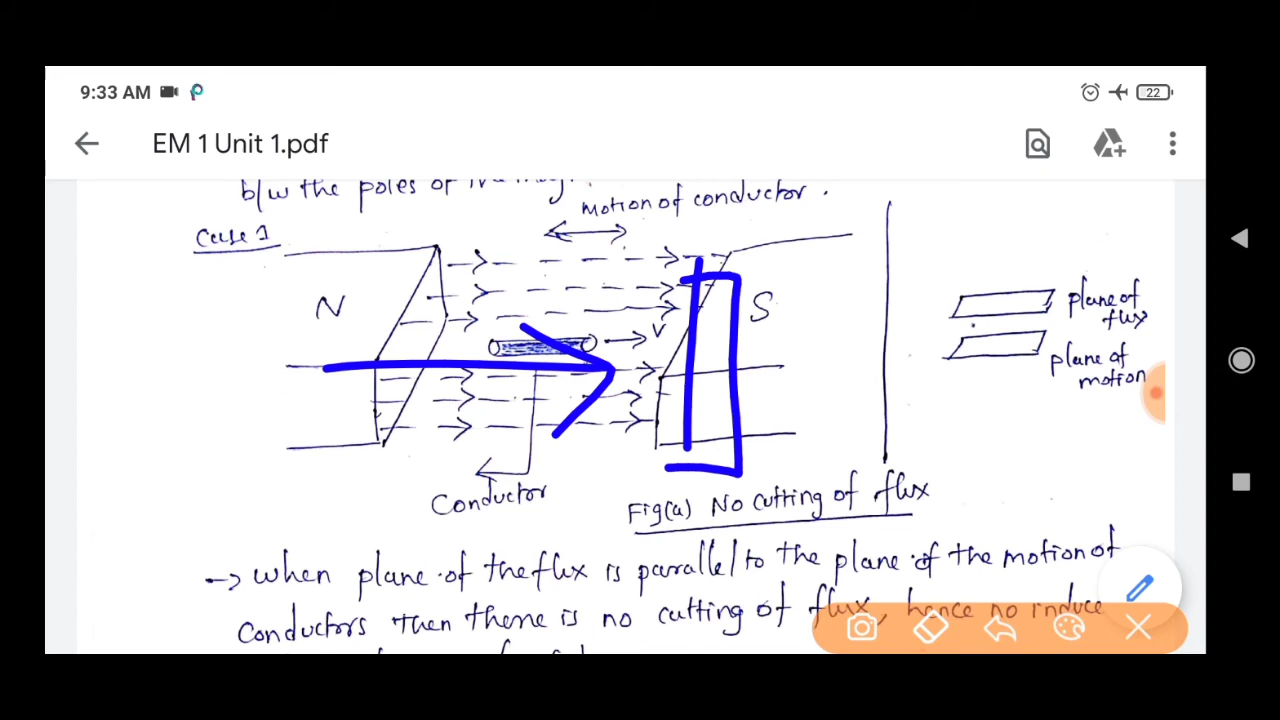 9:33 AM
22
EM 1 Unit 1.pdf
b/w the poles of
motion of conductor.
Case 1
N
S
V
plane of
flux
plane of
motion
Conductor
Fig(a) No cutting of flux
-> when plane of the flux is parallel to the plane of the motion of
Conductors then there is no cutting of flux, hence no induce